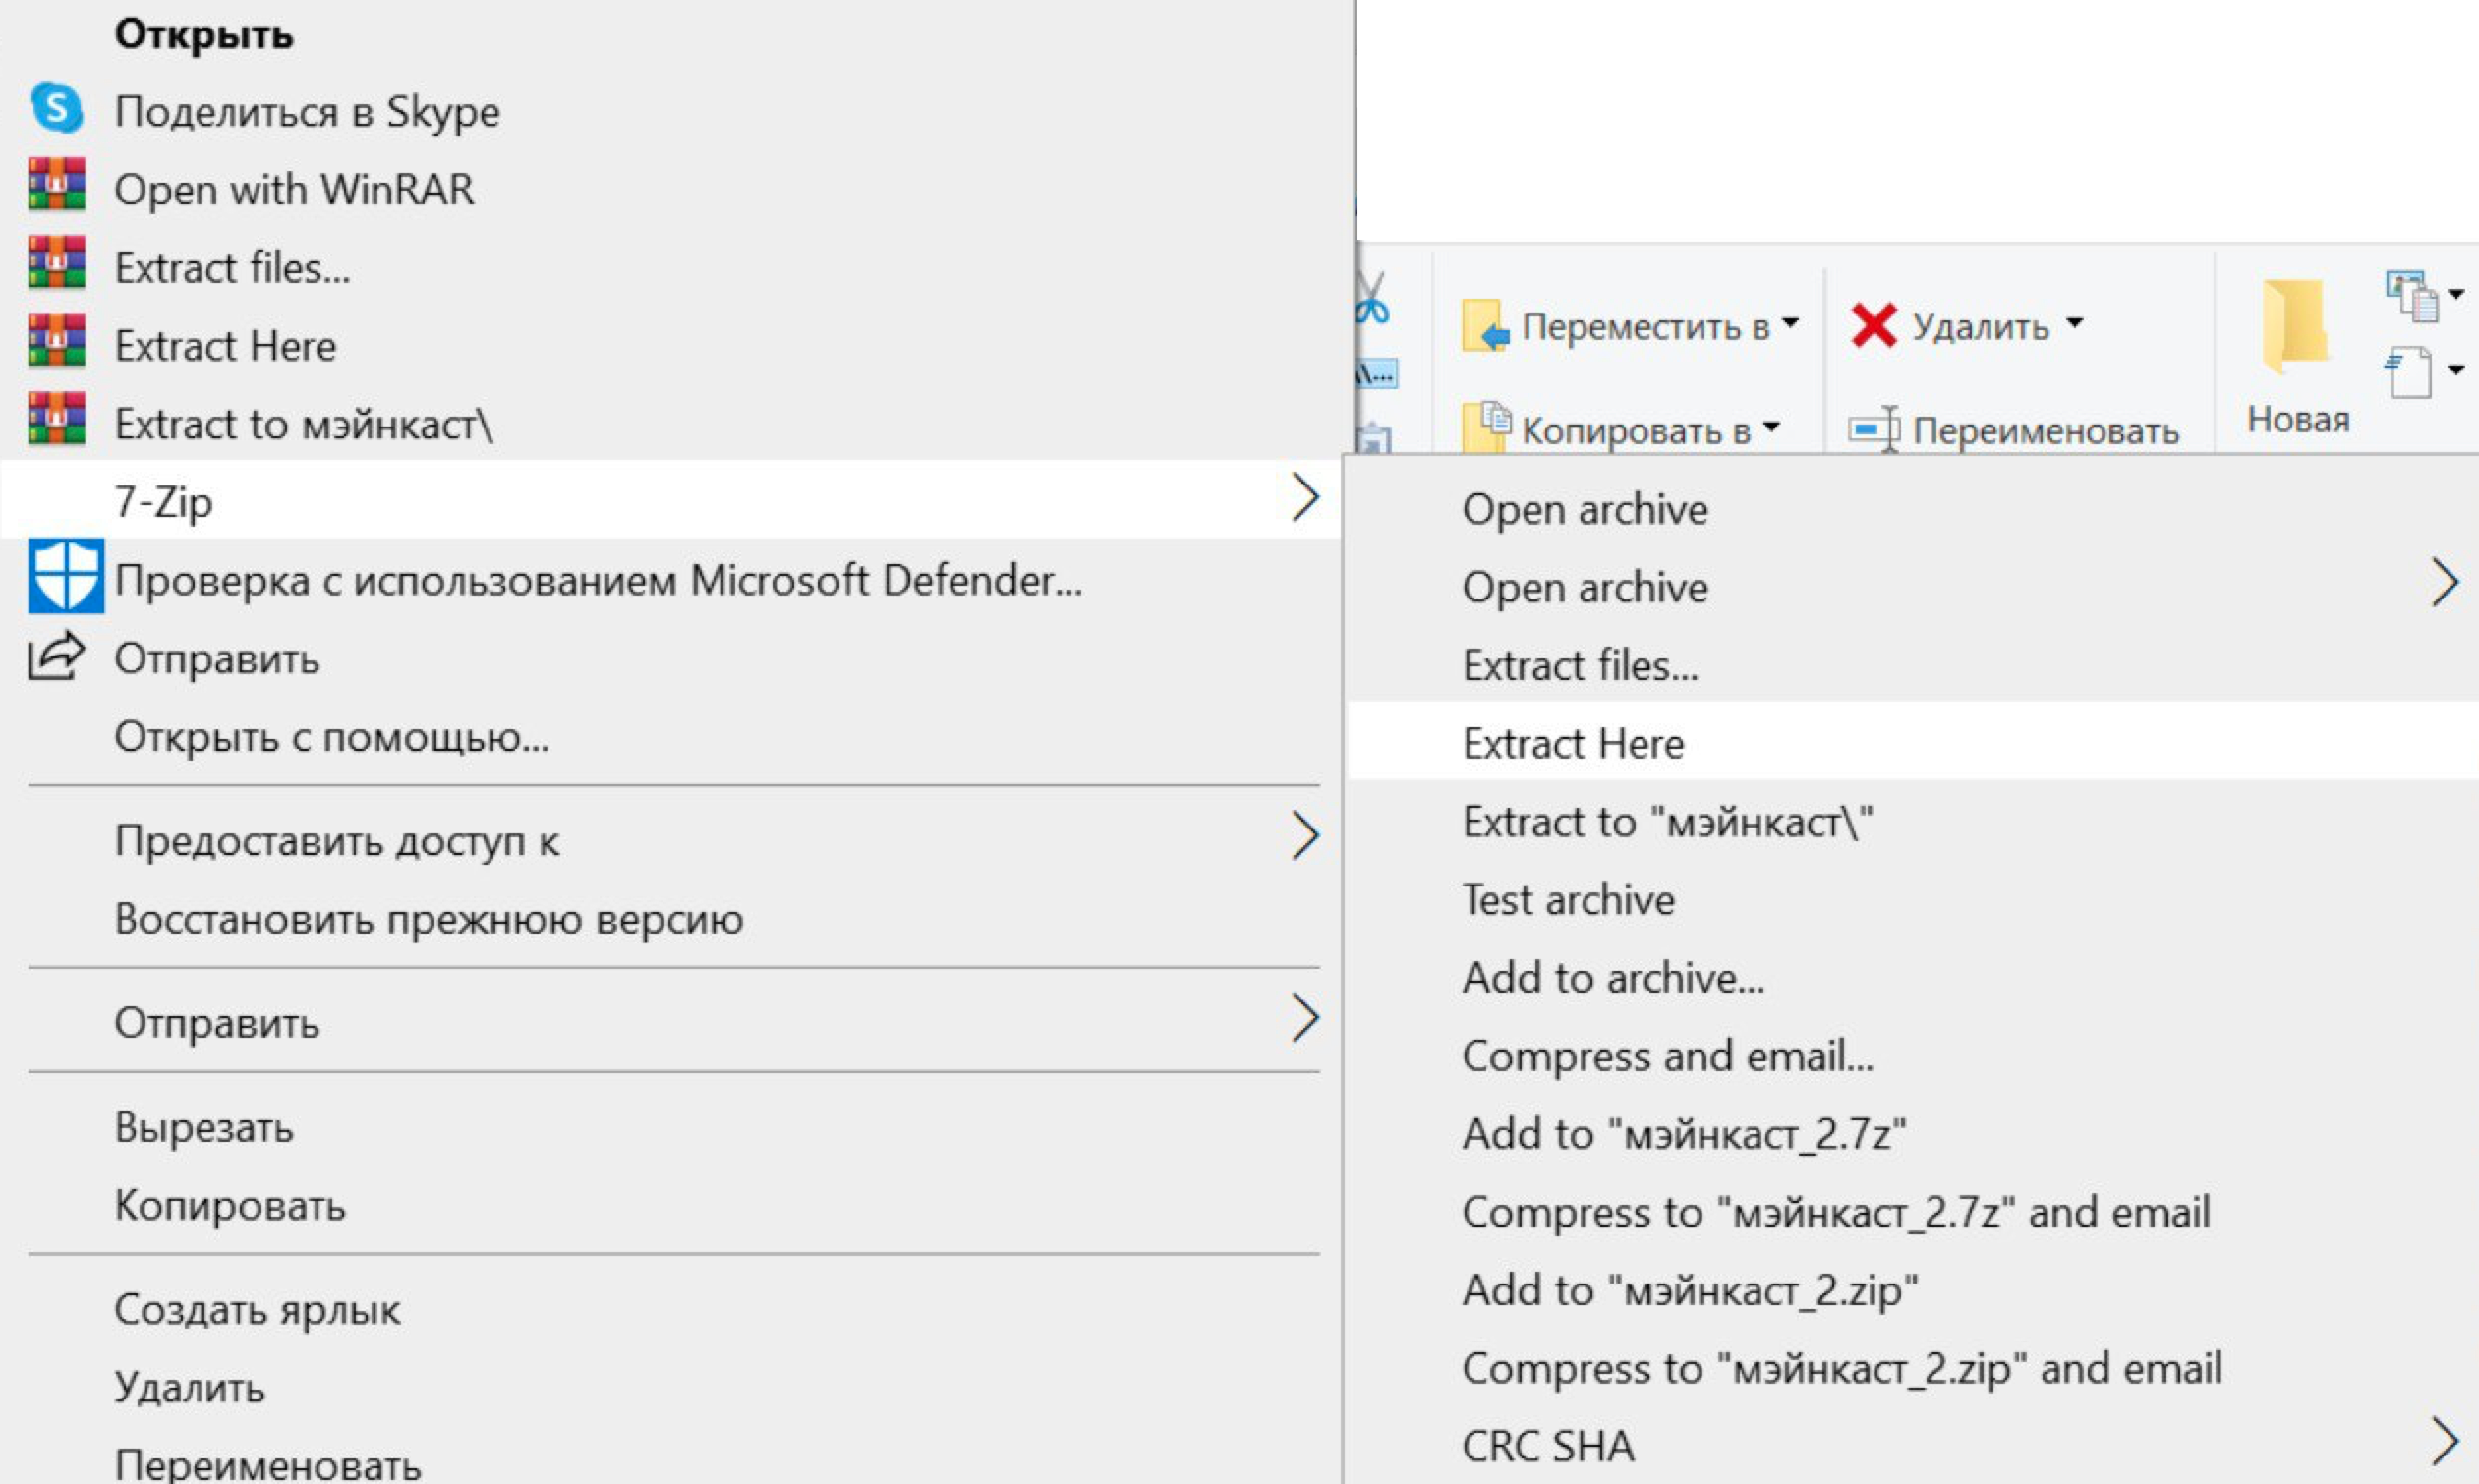 Открыть
Поделиться в Skype
Open with WinRAR
Extract files...
Extract Here
Extract to мэйнкаст\
7-Zip
Проверка с использованием Microsoft Defender...
Отправить
Открыть с помощью...
Предоставить доступ к
Восстановить прежнюю версию
Отправить
Вырезать
Копировать
Создать ярлык
Удалить
Переименовать
Переместить в
Удалить
Копировать в
Переименовать
Новая
Open archive
Open archive
Extract files...
Extract Here
Extract to "мэйнкаст\"
Test archive
Add to archive...
Compress and email...
Add to "мэйнкаст_2.7z"
Compress to "мэйнкаст_2.7z" and email
Add to "мэйнкаст_2.zip"
Compress to "мэйнкаст_2.zip" and email
CRC SHA